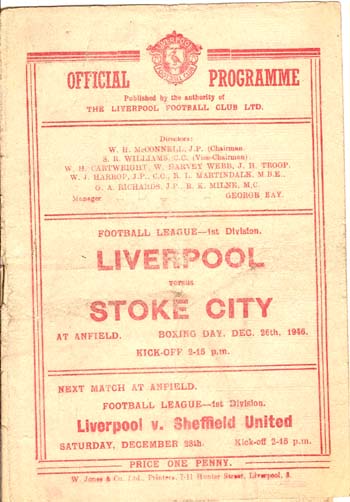 OFFICIAL PROGRAMME
Published by the authority of
THE LIVERPOOL FOOTBALL CLUB LTD.
Directors:
W. H. McCONNELL, J.P. (Chairman.
S. R. WILLIAMS, C.C. (Vice-Chairman)
W. H. CARTWRIGHT, W. HARVEY WEBB, J. H. TROOP.
W. J. HARROP, J.P., C.C., R. L. MARTINDALE, M.B.E.,
G. A. RICHARDS, J.P., R. K. MILNE, M.C.
Manager GEORGE KAY.
FOOTBALL LEAGUE—1st Division.
LIVERPOOL
versus
STOKE CITY
AT ANFIELD. BOXING DAY, DEC. 26th, 1946.
KICK-OFF 2-15 p.m.
NEXT MATCH AT ANFIELD.
FOOTBALL LEAGUE—1st Division.
Liverpool v. Sheffield United
SATURDAY, DECEMBER 28th. Kick-off 2-15 p.m.
PRICE ONE PENNY.
W. Jones & Co. Ltd., Printers, 7-11 Hunter Street, Liverpool, 3.